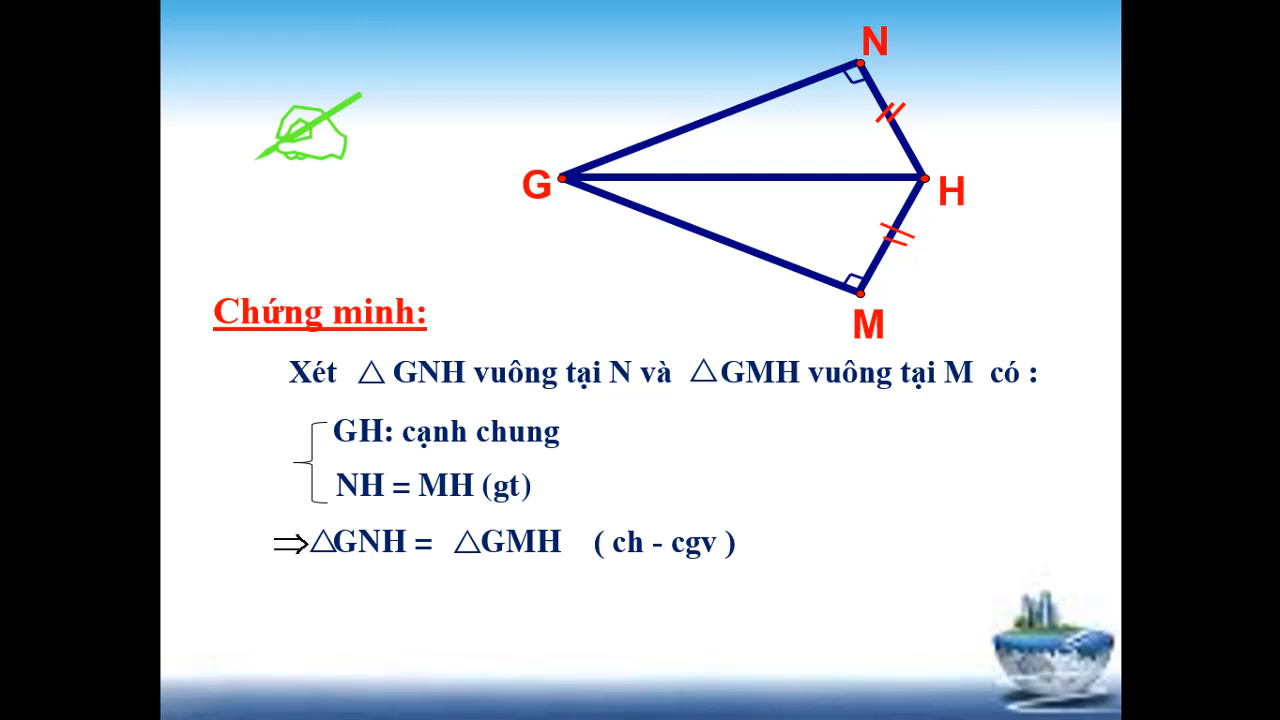 N
G
H
M
Chứng minh:
Xét △ GNH vuông tại N và △GMH vuông tại M có :
GH: cạnh chung
NH = MH (gt)
⇒△GNH = △GMH ( ch - cgv )